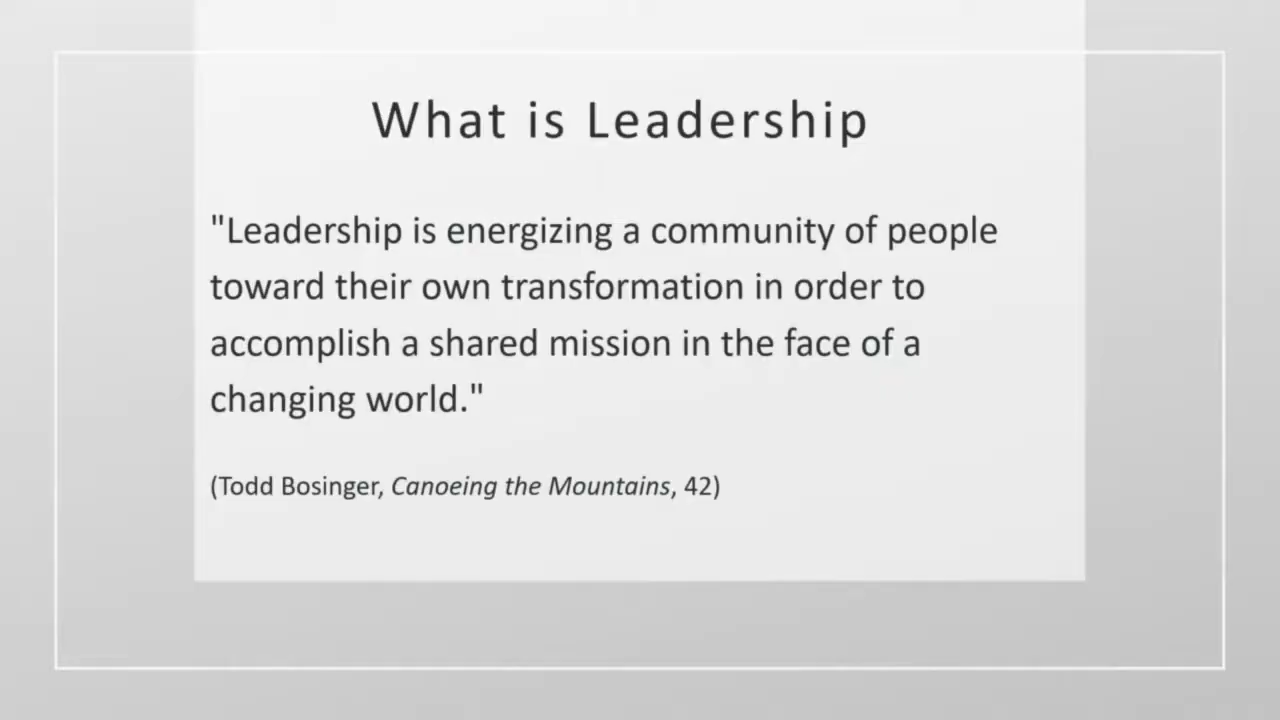 What is Leadership
"Leadership is energizing a community of people
toward their own transformation in order to
accomplish a shared mission in the face of a
changing world."
(Todd Bosinger, Canoeing the Mountains, 42)